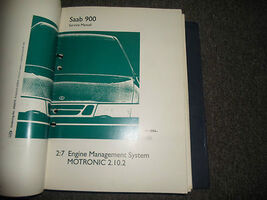 Saab 900
Service Manual
2:7 Engine Management System
MOTRONIC 2.10.2